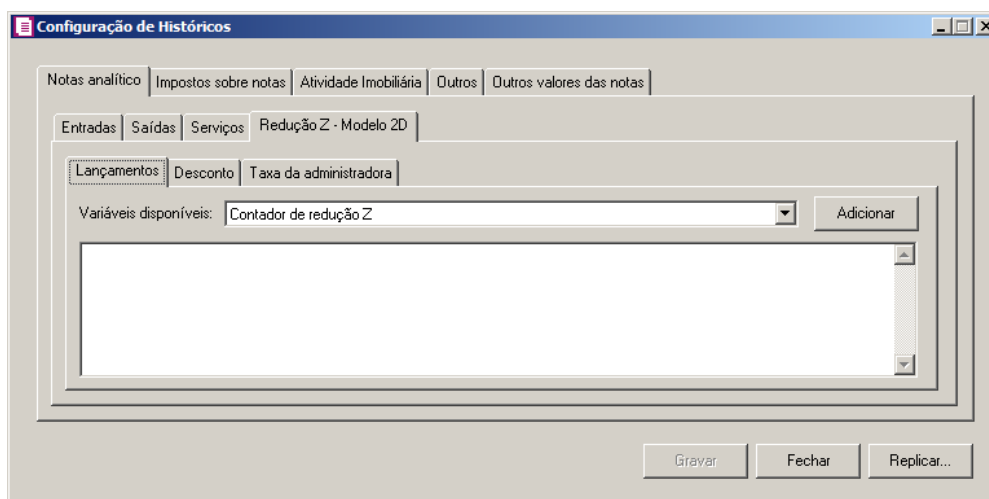 Configuração de Históricos
Notas analítico Impostos sobre notas Atividade Imobiliária Outros Outros valores das notas
Entradas Saídas Serviços Redução Z - Modelo 2D
Lançamentos Desconto Taxa da administradora
Variáveis disponíveis: Contador de redução Z Adicionar
Gravar Fechar Replicar...